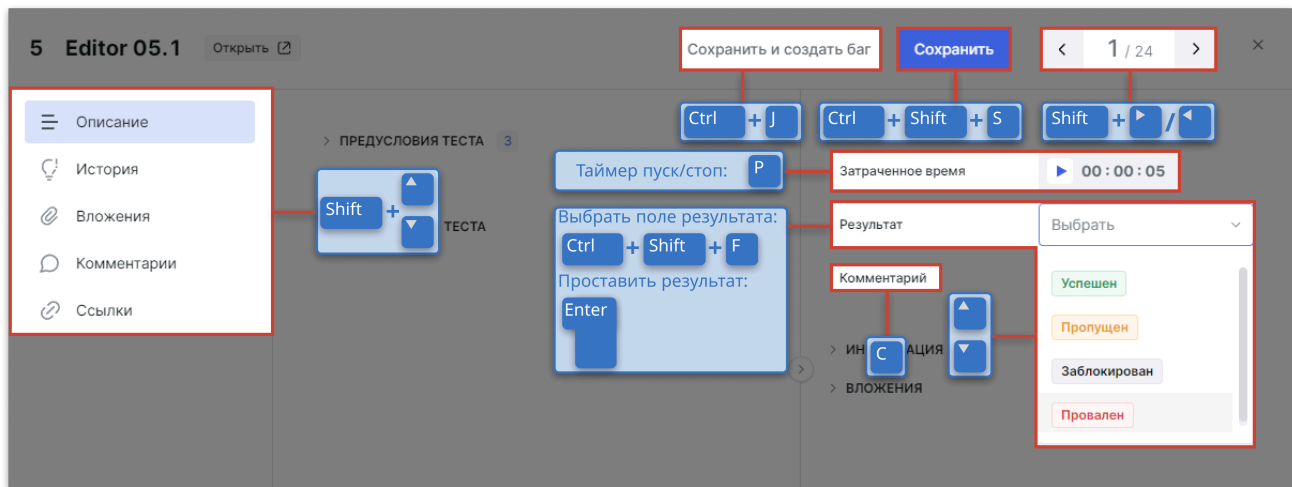 5 Editor 05.1 Открыть
Сохранить и создать баг
Сохранить
1 / 24
Ctrl + J
Ctrl + Shift + S
Shift + /
Описание
История
Вложения
Комментарии
Ссылки
ПРЕДУСЛОВИЯ ТЕСТА 3
Shift +
ТЕСТА
Таймер пуск/стоп: P
Затраченное время
00 : 00 : 05
Выбрать поле результата:
Ctrl + Shift + F
Проставить результат:
Enter
Результат
Выбрать
Успешен
Пропущен
Заблокирован
Провален
Комментарий
C
ИН АЦИЯ
ВЛОЖЕНИЯ